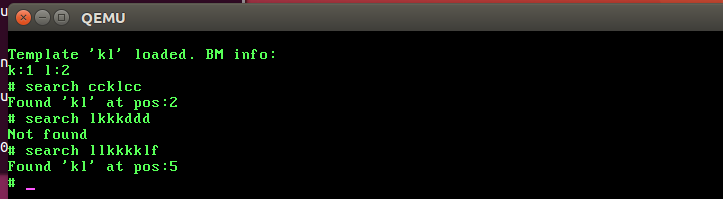 QEMU
Template 'kl' loaded. BM info:
k:1 l:2
# search ccklcc
Found 'kl' at pos:2
# search lkkkddd
Not found
# search llkkkklf
Found 'kl' at pos:5
# _
u
n
u
0